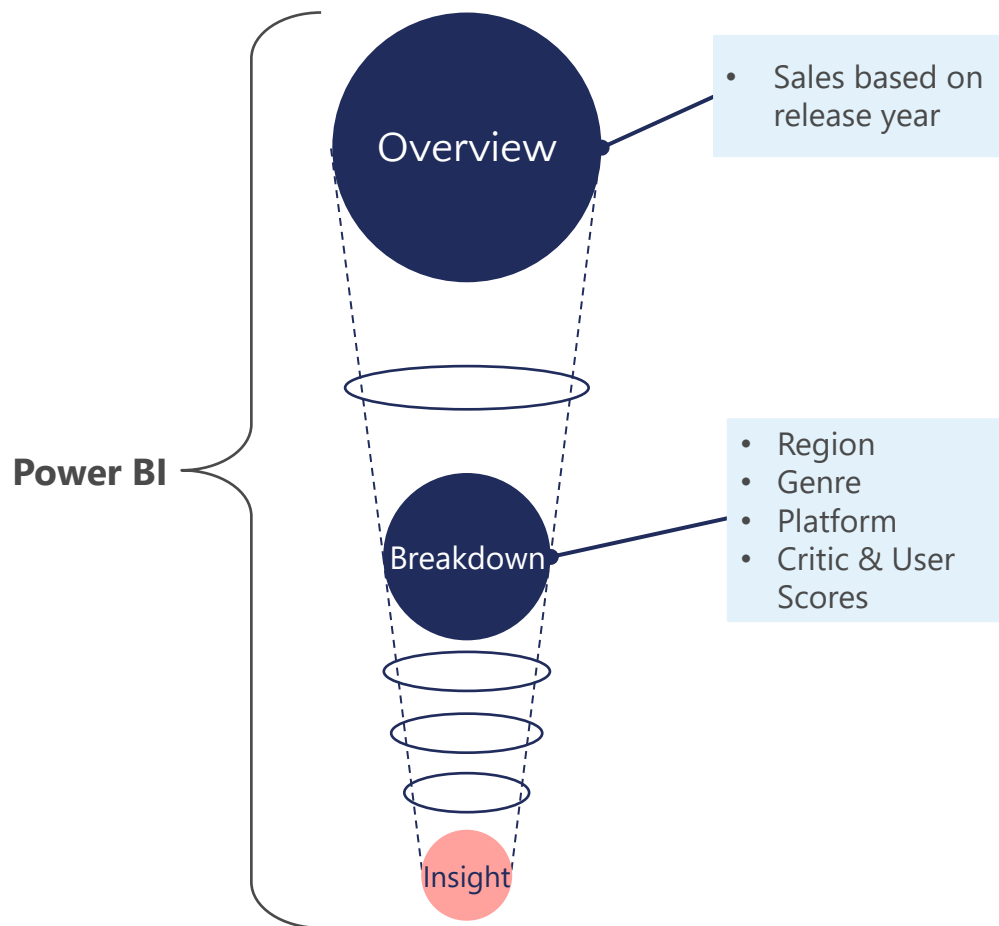 Overview
• Sales based on
release year
Power BI
Breakdown
• Region
• Genre
• Platform
• Critic & User
Scores
Insight